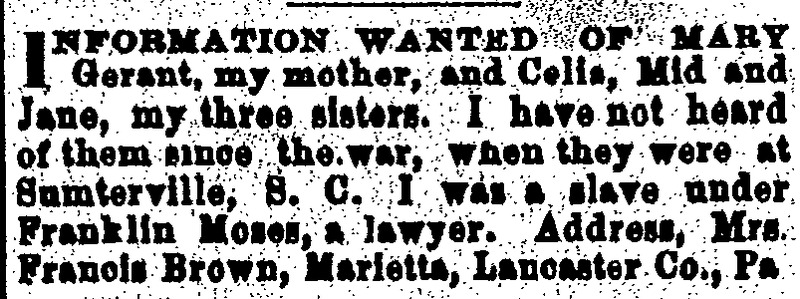 INFORMATION WANTED OF MARY
Gerant, my mother, and Celia, Mid and
Jane, my three sisters. I have not heard
of them since the war, when they were at
Sumterville, S. C. I was a slave under
Franklin Moses, a lawyer. Address, Mrs.
Francis Brown, Marietta, Lancaster Co., Pa